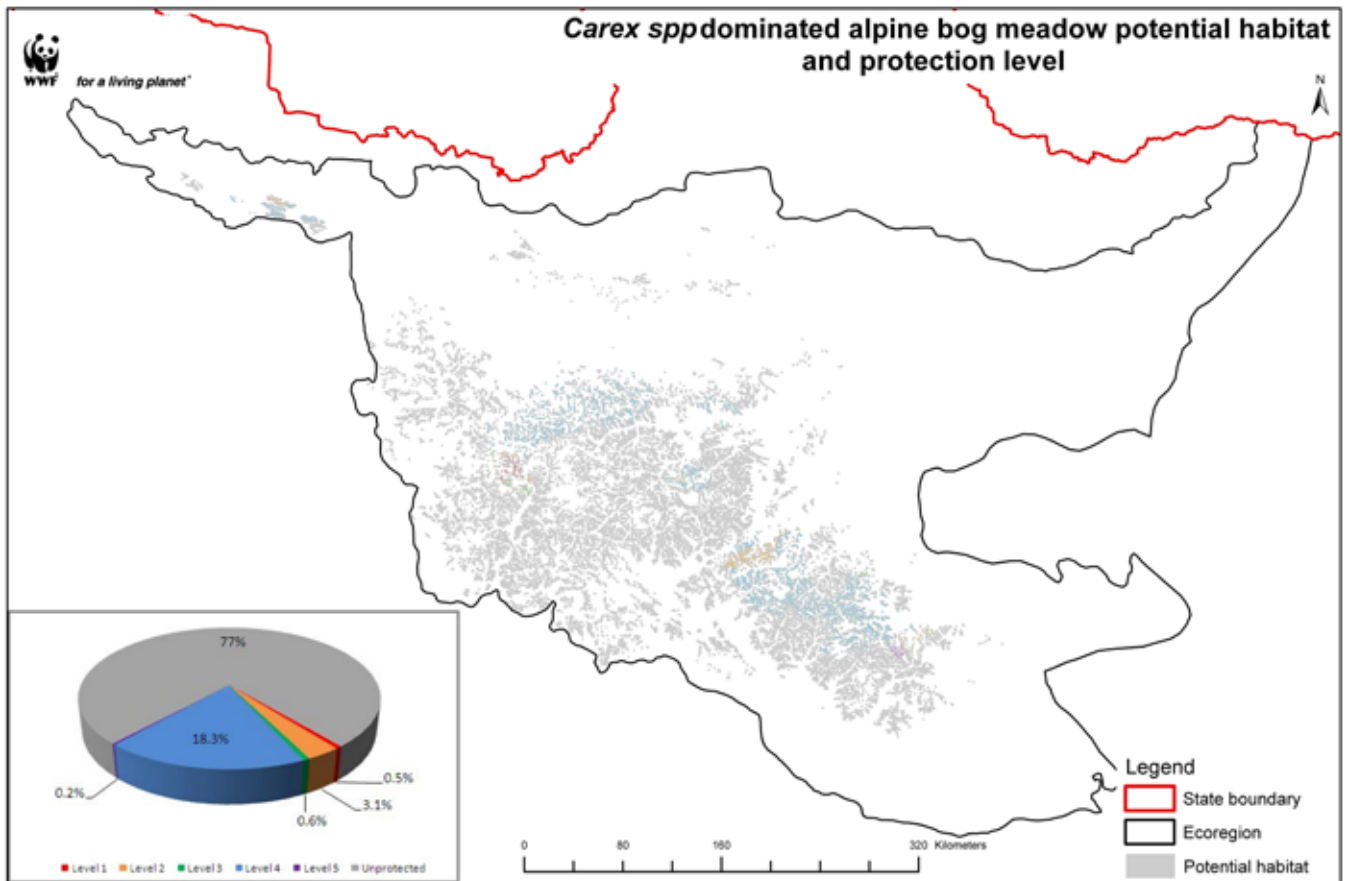 Carex spp dominated alpine bog meadow potential habitat
and protection level
WWF® for a living planet®
N
77%
18.3%
0.5%
0.2%
3.1%
0.6%
Level 1 Level 2 Level 3 Level 4 Level 5 Unprotected
0 80 160 320 Kilometers
Legend
State boundary
Ecoregion
Potential habitat